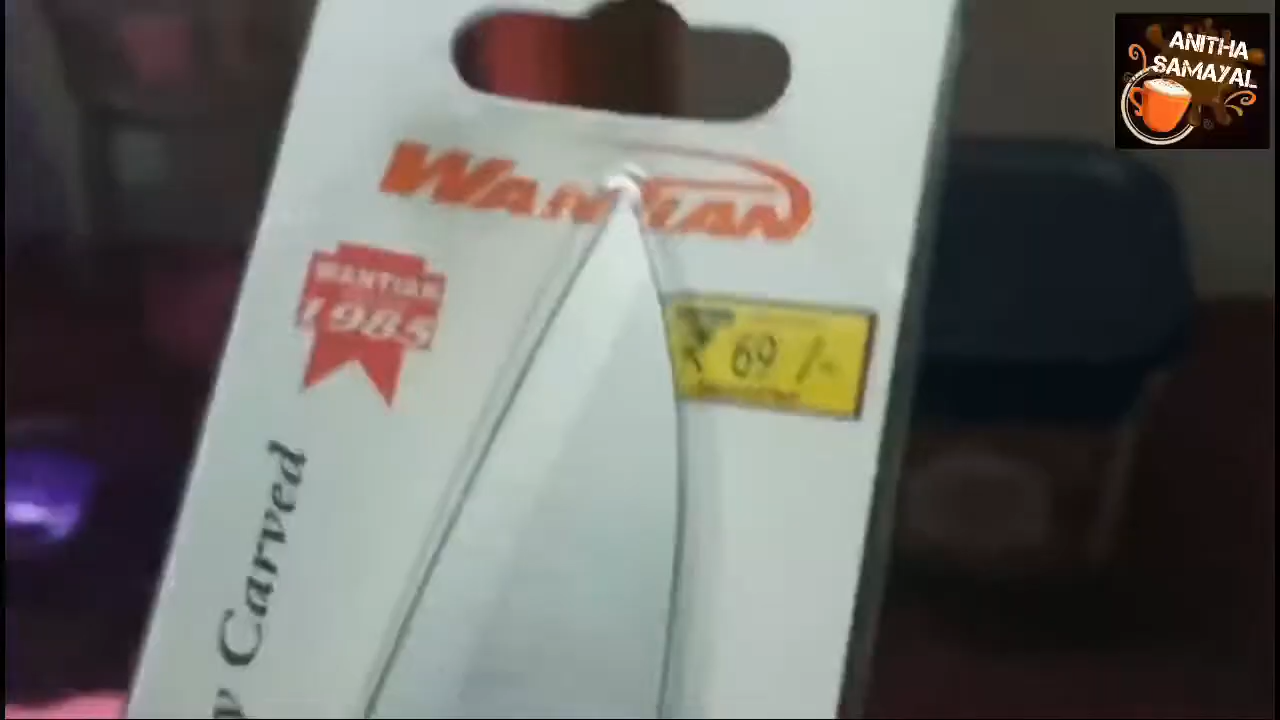 ANITHA
SAMAYAL
WANTIAN
WANTIAN
1985
₹ 69 /-
Carved